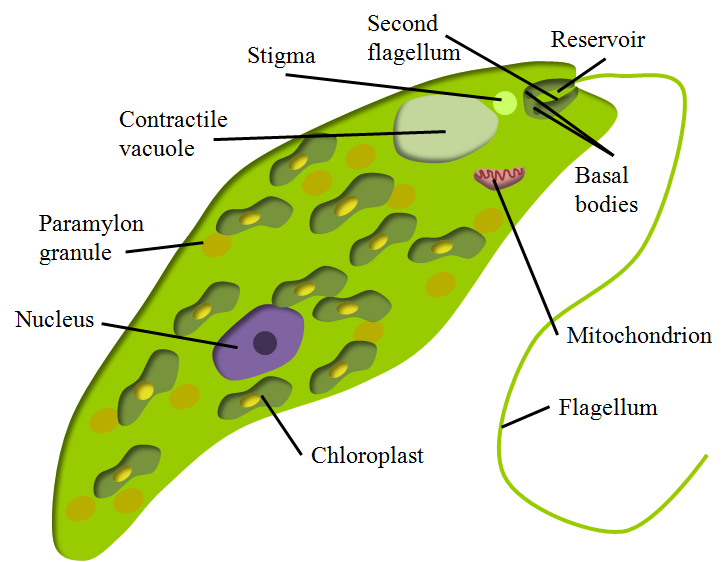 Second
flagellum
Reservoir
Stigma
Contractile
vacuole
Basal
bodies
Paramylon
granule
Nucleus
Mitochondrion
Flagellum
Chloroplast